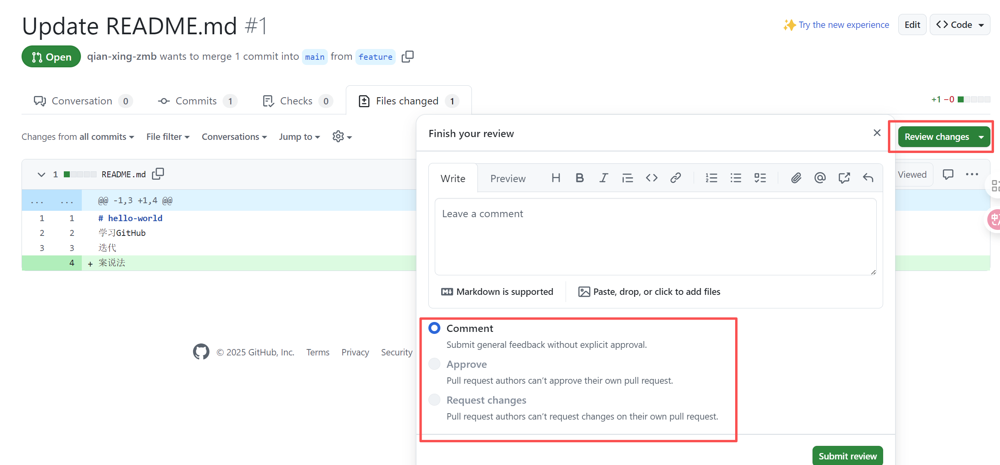 Update README.md #1
Try the new experience
Edit
Code
Open
qian-xing-zmb wants to merge 1 commit into main from feature
Conversation 0
Commits 1
Checks 0
Files changed 1
+1 −0
Changes from all commits
File filter
Conversations
Jump to
Finish your review
Review changes
1 README.md
Viewed
Write
Preview
... ... @@ -1,3 +1,4 @@
1 1 # hello-world
2 2 学习GitHub
3 3 迭代
4 + 案说法
Leave a comment
Markdown is supported
Paste, drop, or click to add files
Comment
Submit general feedback without explicit approval.
Approve
Pull request authors can’t approve their own pull request.
Request changes
Pull request authors can’t request changes on their own pull request.
© 2025 GitHub, Inc.
Terms
Privacy
Security
Submit review